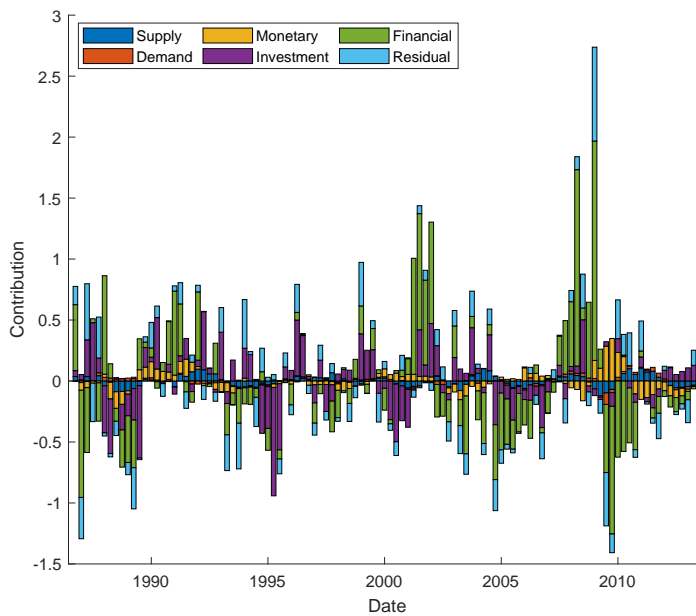 3
2.5
2
1.5
1
0.5
0
-0.5
-1
-1.5
Contribution
Supply Monetary Financial
Demand Investment Residual
1990 1995 2000 2005 2010
Date